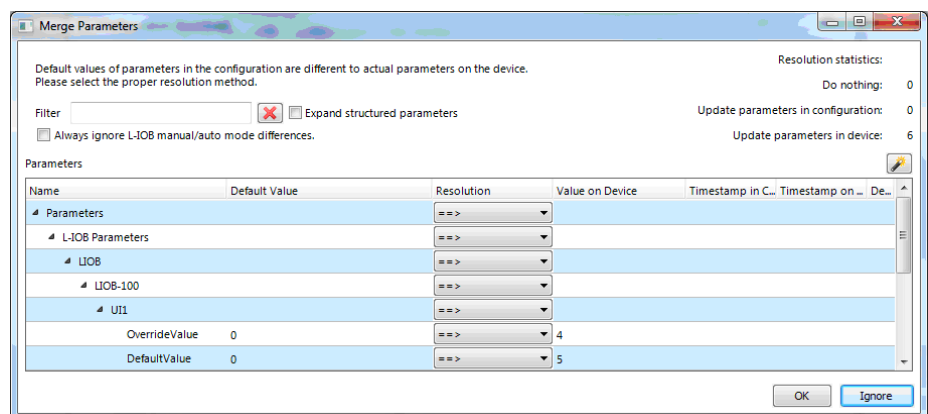 Merge Parameters
Default values of parameters in the configuration are different to actual parameters on the device.
Please select the proper resolution method.
Resolution statistics:
Do nothing: 0
Update parameters in configuration: 0
Update parameters in device: 6
Filter
Expand structured parameters
Always ignore L-IOB manual/auto mode differences.
Parameters
Name Default Value Resolution Value on Device Timestamp in C... Timestamp on ... De...
Parameters ==>
L-IOB Parameters ==>
LIOB ==>
LIOB-100 ==>
UI1 ==>
OverrideValue 0 ==> 4
DefaultValue 0 ==> 5
OK Ignore